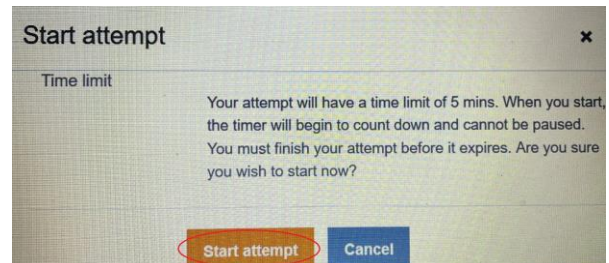 Start attempt
×
Time limit
Your attempt will have a time limit of 5 mins. When you start,
the timer will begin to count down and cannot be paused.
You must finish your attempt before it expires. Are you sure
you wish to start now?
Start attempt
Cancel